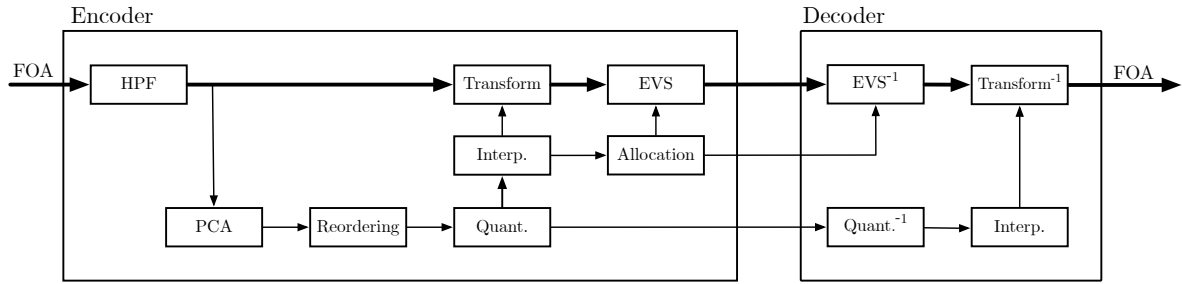 Encoder
Decoder
FOA
HPF
Transform
EVS
EVS⁻¹
Transform⁻¹
FOA
Interp.
Allocation
PCA
Reordering
Quant.
Quant.⁻¹
Interp.